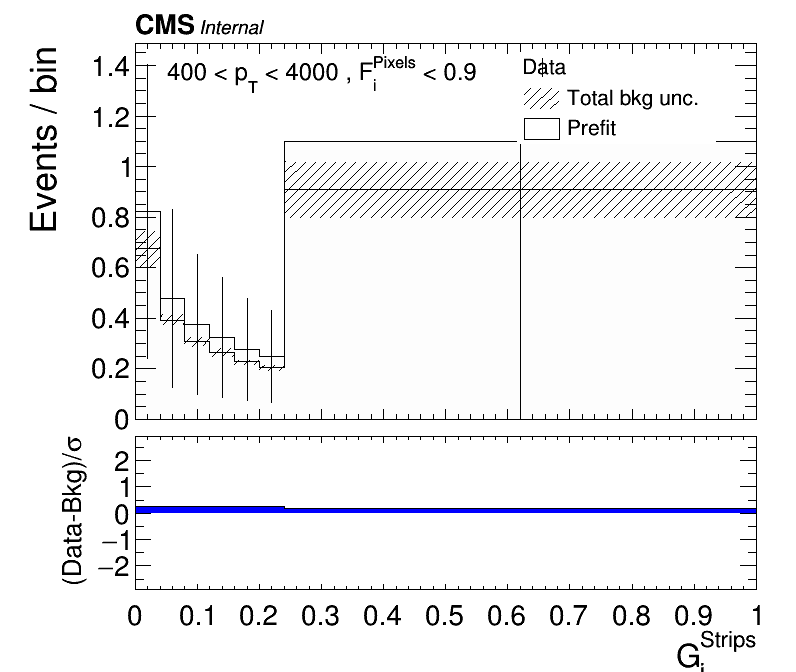 CMS Internal
400 < p_T < 4000 , F_i^Pixels < 0.9
Data
Total bkg unc.
Prefit
Events / bin
1.4
1.2
1
0.8
0.6
0.4
0.2
0
(Data-Bkg)/σ
2
1
0
−1
−2
0 0.1 0.2 0.3 0.4 0.5 0.6 0.7 0.8 0.9 1
G_i^Strips